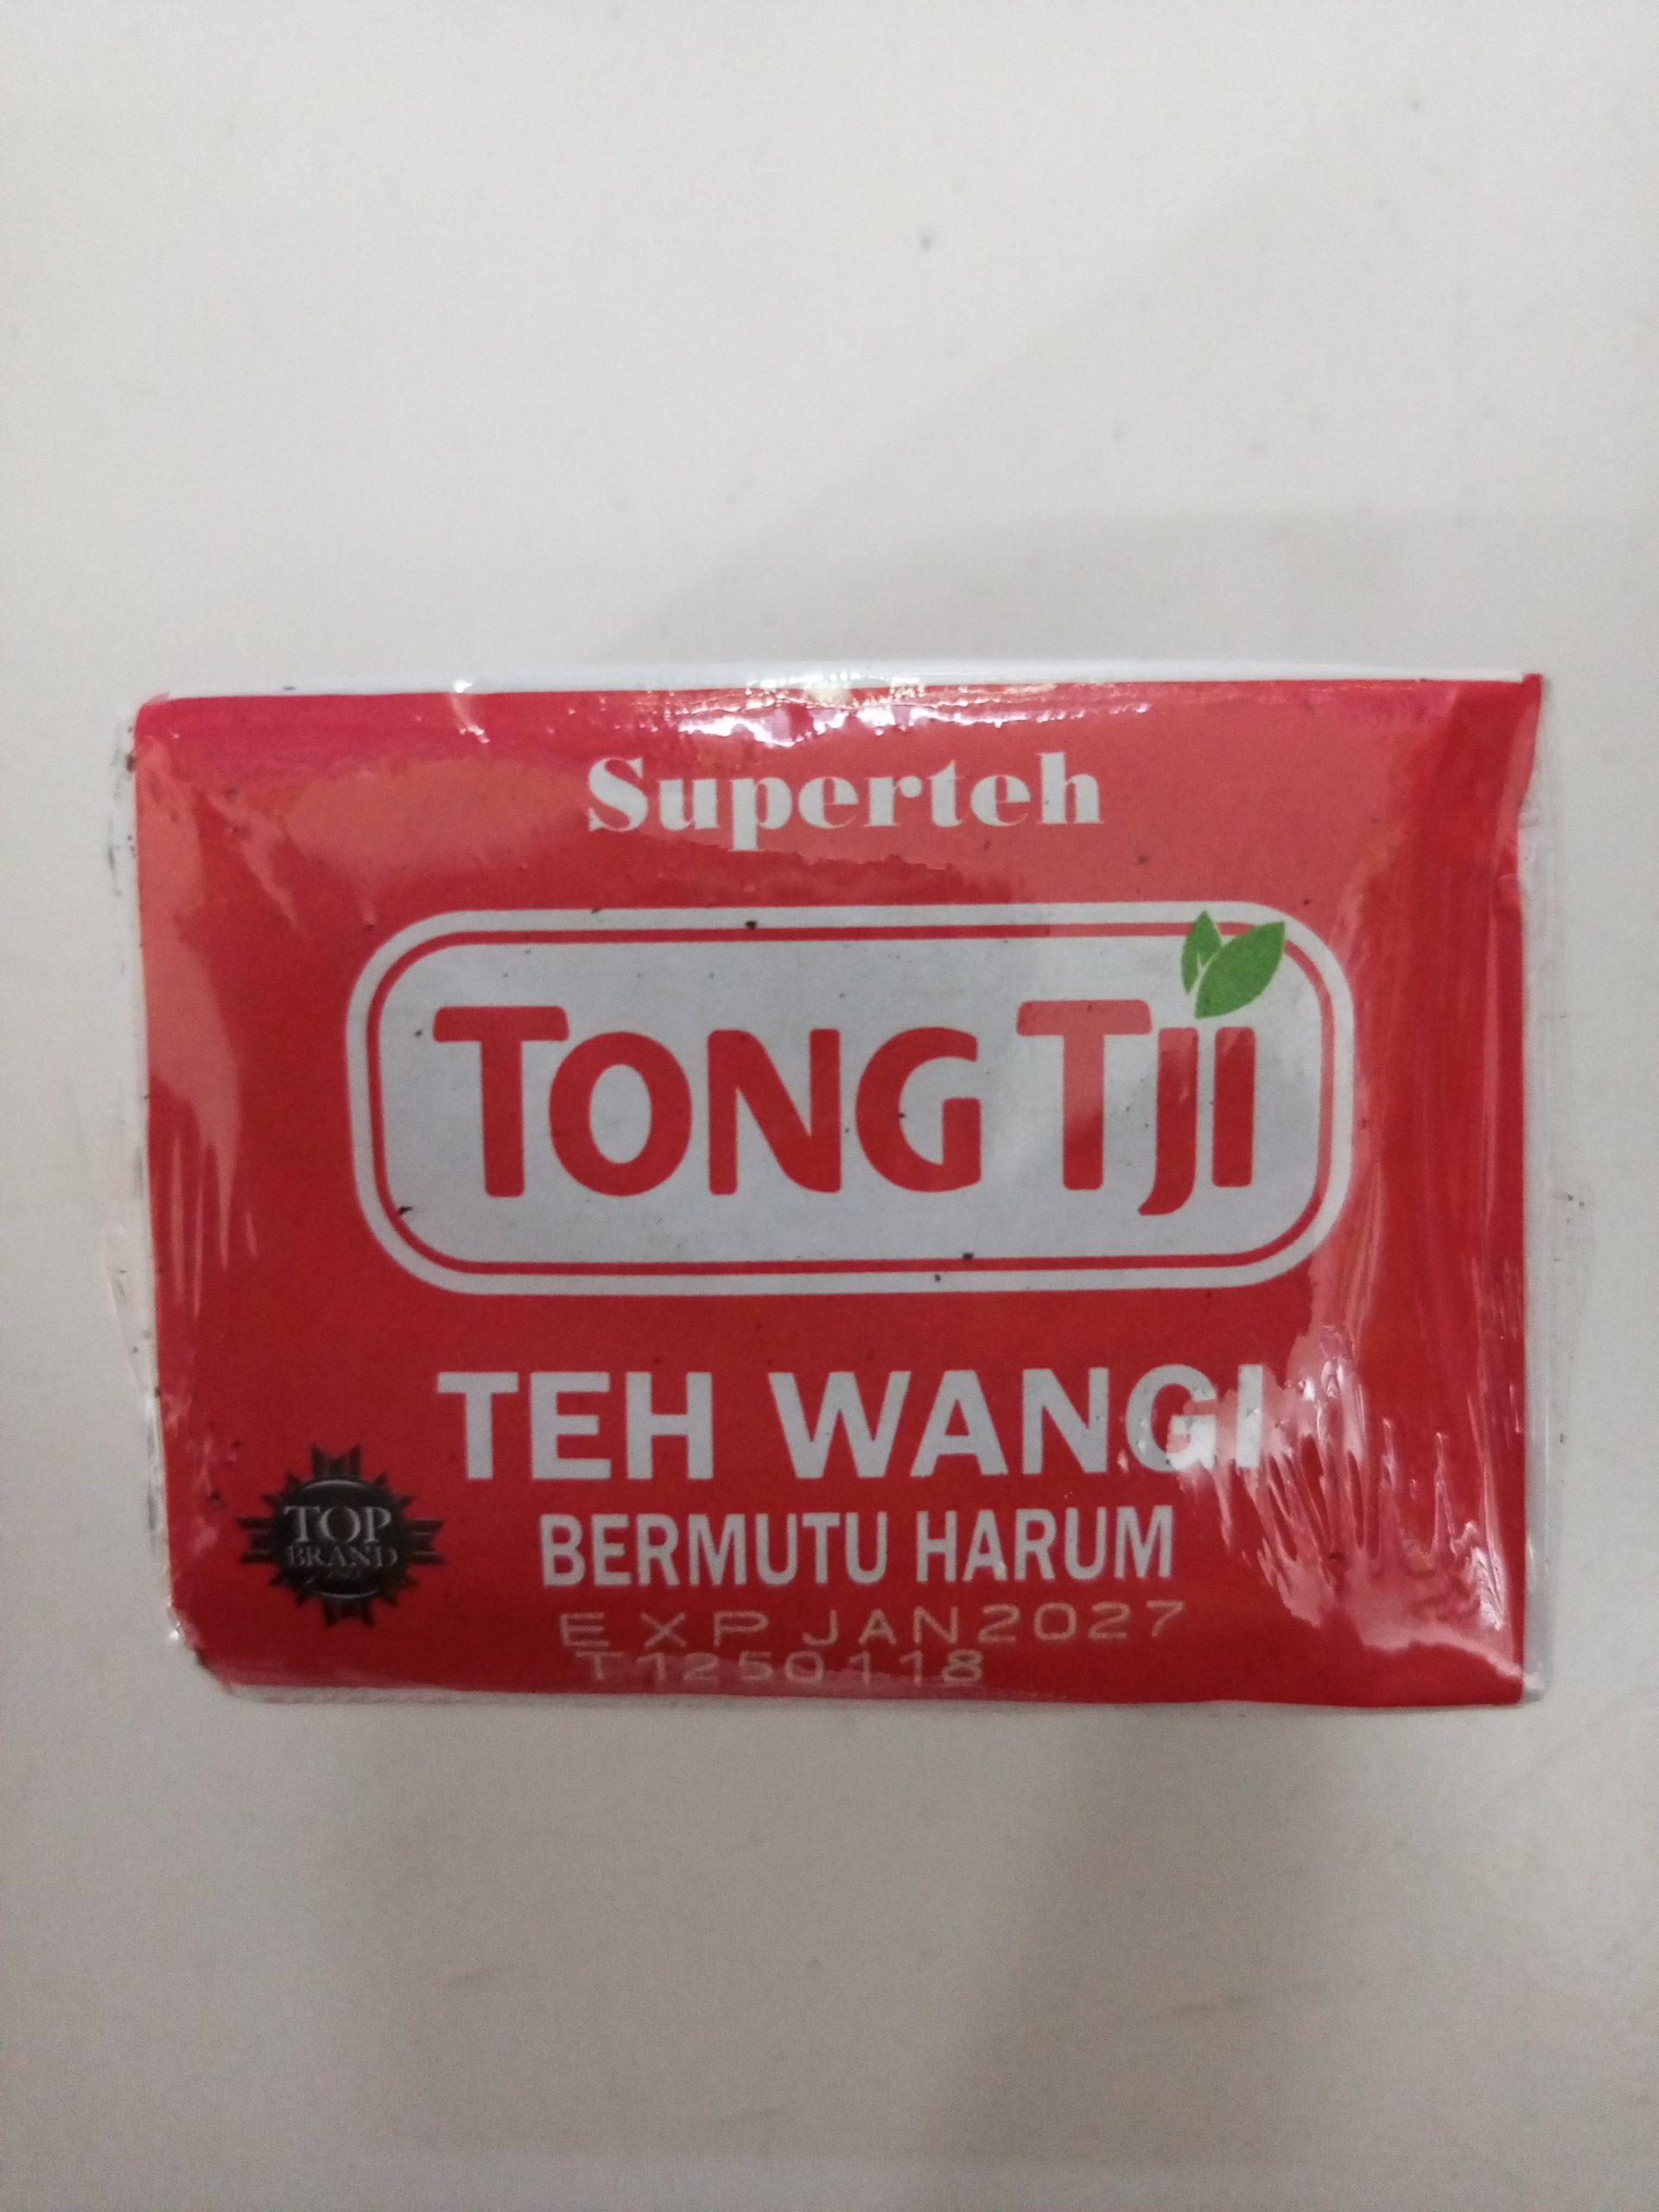 Superteh
TONG TJI
TEH WANGI
BERMUTU HARUM
TOP
BRAND
EXP JAN2027
T1250118